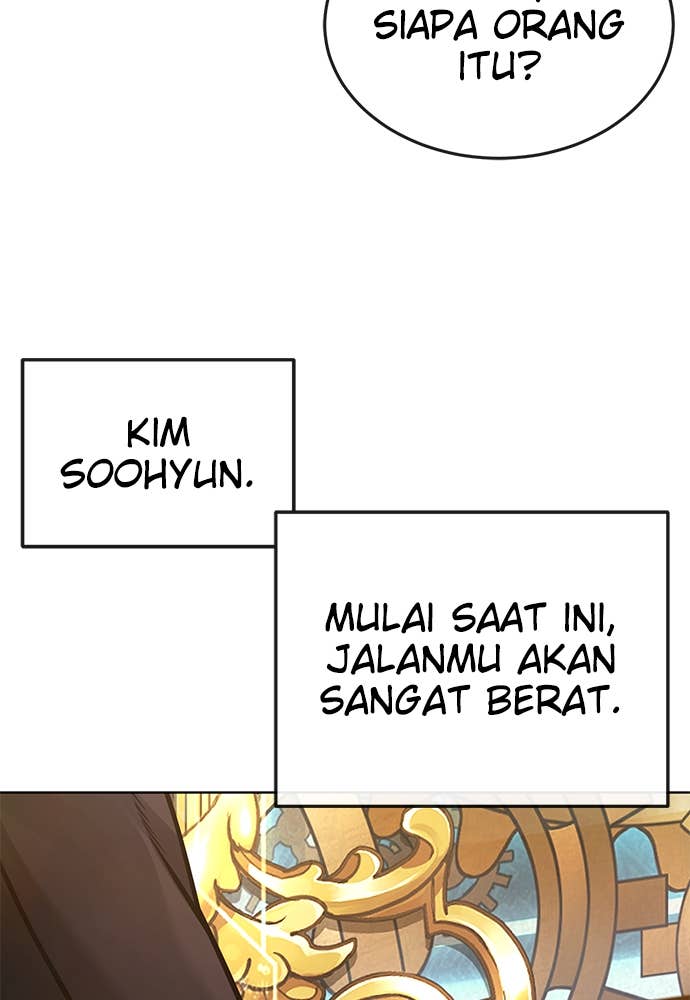 SIAPA ORANG
ITU?
KIM
SOOHYUN.
MULAI SAAT INI,
JALANMU AKAN
SANGAT BERAT.